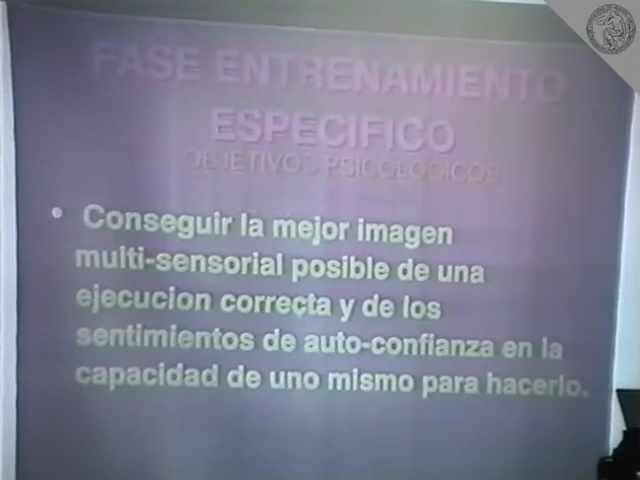 FASE ENTRENAMIENTO
ESPECIFICO
OBJETIVOS PSICOLOGICOS
• Conseguir la mejor imagen
multi-sensorial posible de una
ejecucion correcta y de los
sentimientos de auto-confianza en la
capacidad de uno mismo para hacerlo.